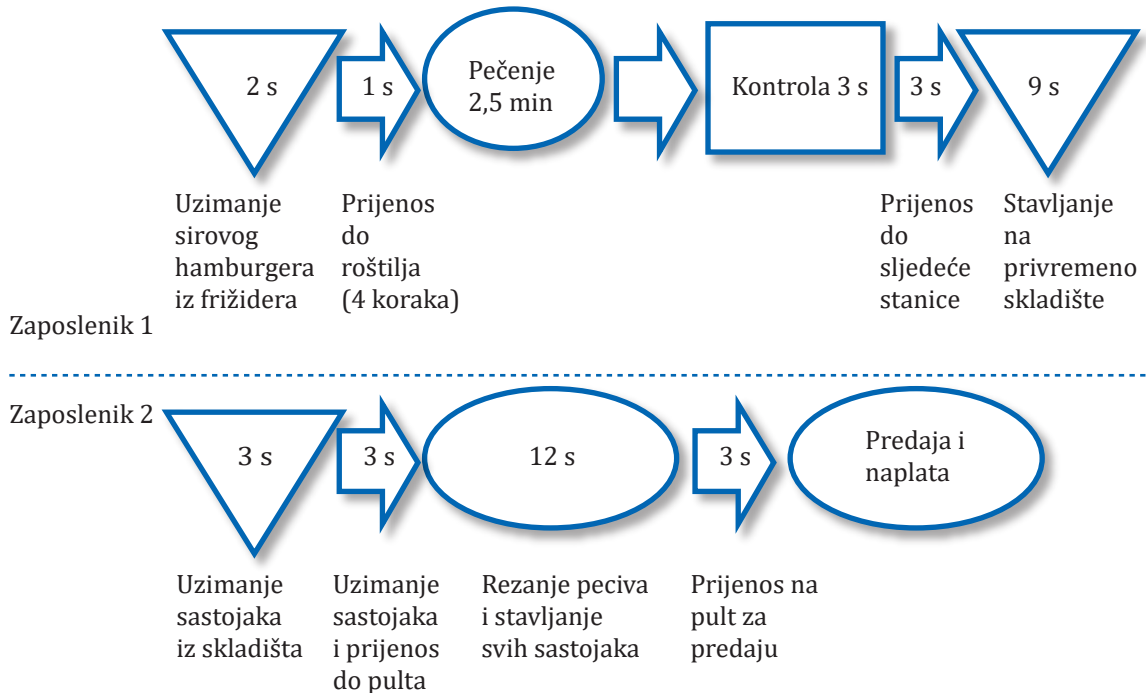 2 s
1 s
Pečenje
2,5 min
Kontrola 3 s
3 s
9 s
Uzimanje
sirovog
hamburgera
iz frižidera
Prijenos
do
roštilja
(4 koraka)
Prijenos
do
sljedeće
stanice
Stavljanje
na
privremeno
skladište
Zaposlenik 1
Zaposlenik 2
3 s
3 s
12 s
3 s
Predaja i
naplata
Uzimanje
sastojaka
iz skladišta
Uzimanje
sastojaka
i prijenos
do pulta
Rezanje peciva
i stavljanje
svih sastojaka
Prijenos na
pult za
predaju